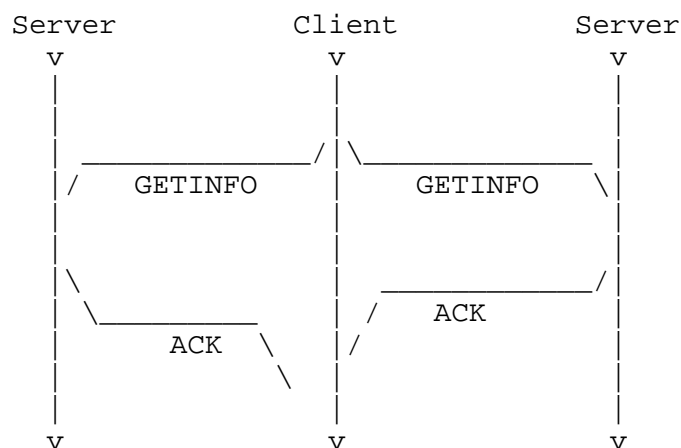 Server Client Server
v v v
GETINFO GETINFO
ACK
ACK
v v v